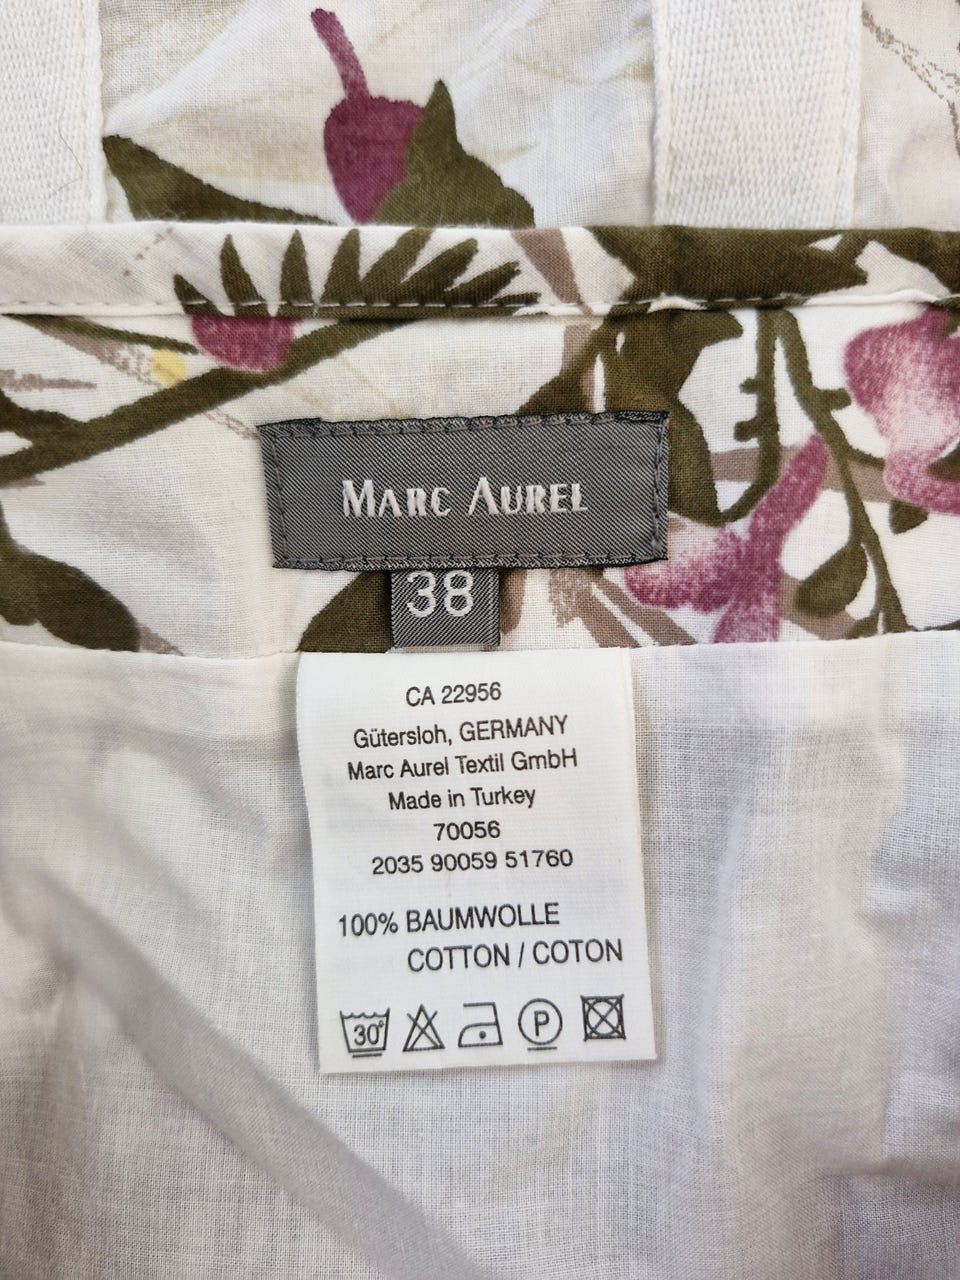 MARC AUREL
38
CA 22956
Gütersloh, GERMANY
Marc Aurel Textil GmbH
Made in Turkey
70056
2035 90059 51760
100% BAUMWOLLE
COTTON / COTON
30° P